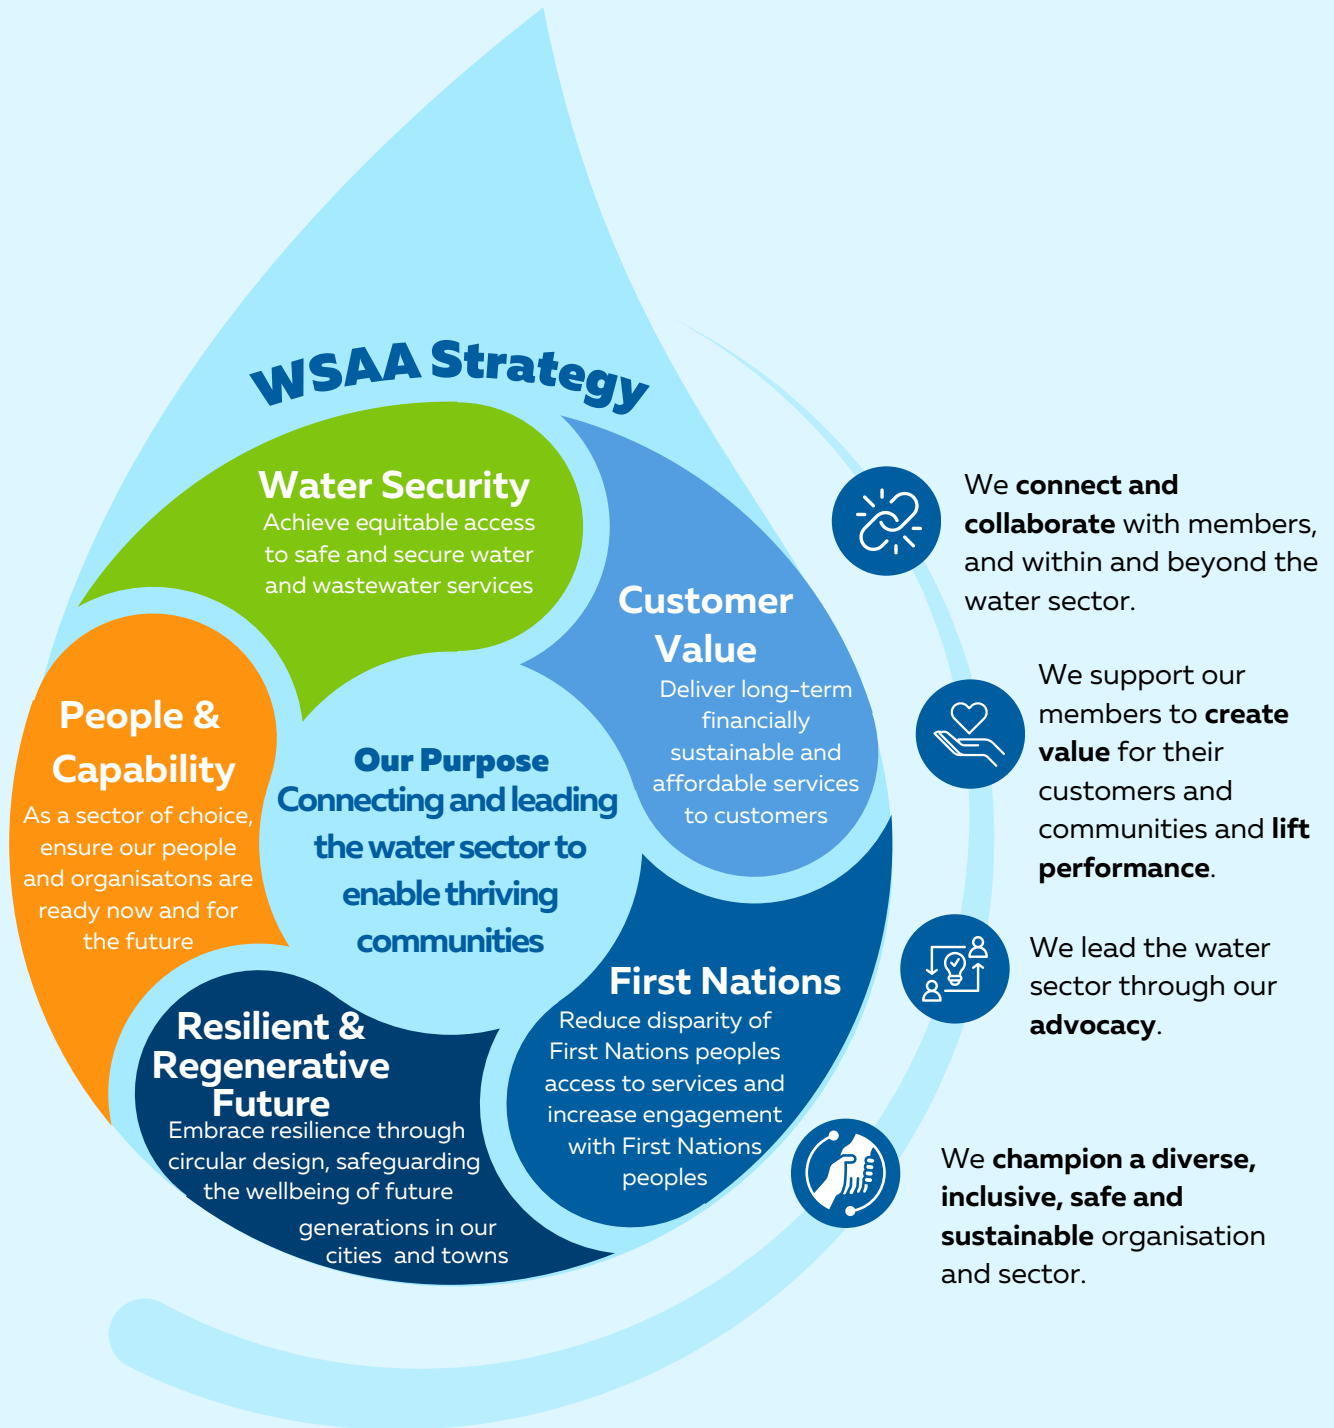 WSAA Strategy
Water Security
Achieve equitable access
to safe and secure water
and wastewater services
Customer
Value
Deliver long-term
financially
sustainable and
affordable services
to customers
People &
Capability
As a sector of choice,
ensure our people
and organisatons are
ready now and for
the future
Our Purpose
Connecting and leading
the water sector to
enable thriving
communities
First Nations
Reduce disparity of
First Nations peoples
access to services and
increase engagement
with First Nations
peoples
Resilient &
Regenerative
Future
Embrace resilience through
circular design, safeguarding
the wellbeing of future
generations in our
cities and towns
We connect and
collaborate with members,
and within and beyond the
water sector.
We support our
members to create
value for their
customers and
communities and lift
performance.
We lead the water
sector through our
advocacy.
We champion a diverse,
inclusive, safe and
sustainable organisation
and sector.